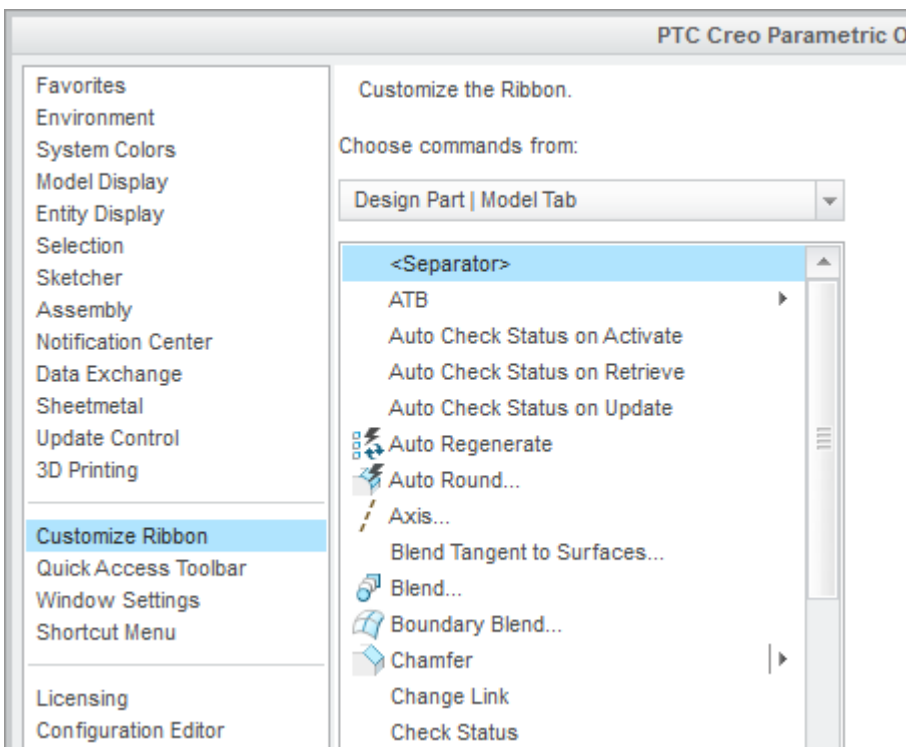 PTC Creo Parametric O
Favorites
Environment
System Colors
Model Display
Entity Display
Selection
Sketcher
Assembly
Notification Center
Data Exchange
Sheetmetal
Update Control
3D Printing
Customize Ribbon
Quick Access Toolbar
Window Settings
Shortcut Menu
Licensing
Configuration Editor
Customize the Ribbon.
Choose commands from:
Design Part | Model Tab
<Separator>
ATB
Auto Check Status on Activate
Auto Check Status on Retrieve
Auto Check Status on Update
Auto Regenerate
Auto Round...
Axis...
Blend Tangent to Surfaces...
Blend...
Boundary Blend...
Chamfer
Change Link
Check Status